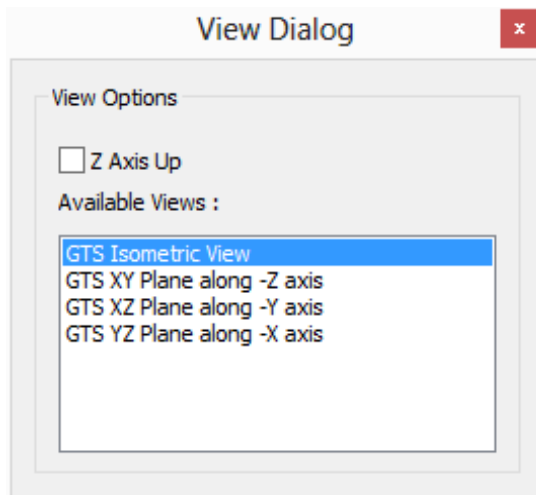 View Dialog
x
View Options
Z Axis Up
Available Views :
GTS Isometric View
GTS XY Plane along -Z axis
GTS XZ Plane along -Y axis
GTS YZ Plane along -X axis